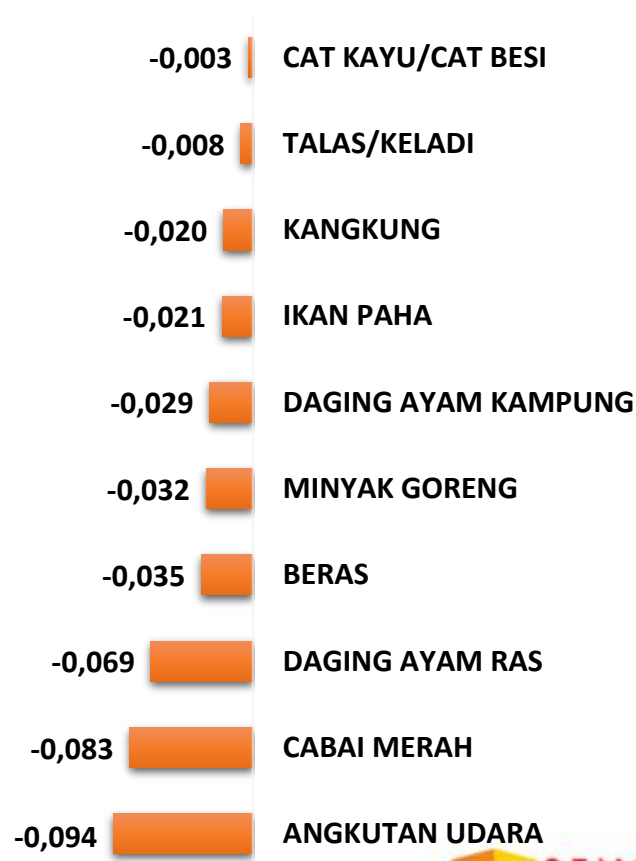 -0,003 CAT KAYU/CAT BESI
-0,008 TALAS/KELADI
-0,020 KANGKUNG
-0,021 IKAN PAHA
-0,029 DAGING AYAM KAMPUNG
-0,032 MINYAK GORENG
-0,035 BERAS
-0,069 DAGING AYAM RAS
-0,083 CABAI MERAH
-0,094 ANGKUTAN UDARA